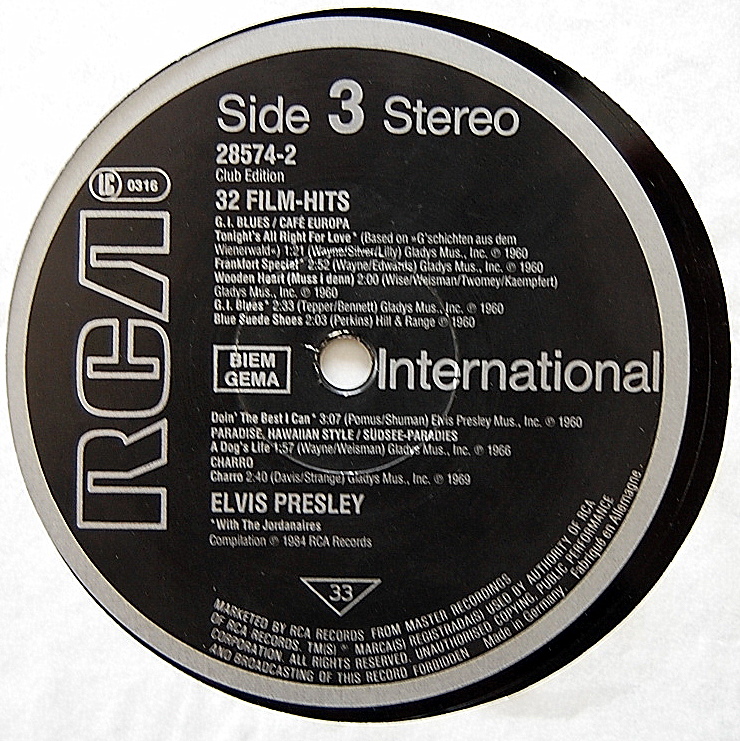 Side 3 Stereo
28574-2
Club Edition
LC 0316
32 FILM-HITS
G.I. BLUES / CAFÉ EUROPA
Tonight's All Right For Love* (Based on »G'schichten aus dem
Wienerwald«) 1:21 (Wayne/Silver/Lilly) Gladys Mus., Inc. ℗ 1960
Frankfort Special* 2:52 (Wayne/Edwards) Gladys Mus., Inc. ℗ 1960
Wooden Heart (Muss i denn) 2:00 (Wise/Weisman/Twomey/Kaempfert)
Gladys Mus., Inc. ℗ 1960
G.I. Blues* 2:33 (Tepper/Bennett) Gladys Mus., Inc. ℗ 1960
Blue Suede Shoes 2:03 (Perkins) Hill & Range ℗ 1960
RCA
BIEM
GEMA
International
Doin' The Best I Can* 3:07 (Pomus/Shuman) Elvis Presley Mus., Inc. ℗ 1960
PARADISE, HAWAIIAN STYLE / SÜDSEE-PARADIES
A Dog's Life 1:57 (Wayne/Weisman) Gladys Mus., Inc. ℗ 1966
CHARRO
Charro 2:40 (Davis/Strange) Gladys Mus., Inc. ℗ 1969
ELVIS PRESLEY
*With The Jordanaires
Compilation ℗ 1984 RCA Records
33
MARKETED BY RCA RECORDS FROM MASTER RECORDINGS
OF RCA RECORDS. TM(S) ® MARCA(S) REGISTRADA(S) USED BY AUTHORITY OF RCA
CORPORATION. ALL RIGHTS RESERVED. UNAUTHORISED COPYING, PUBLIC PERFORMANCE
AND BROADCASTING OF THIS RECORD FORBIDDEN Made in Germany. Fabriqué en Allemagne.